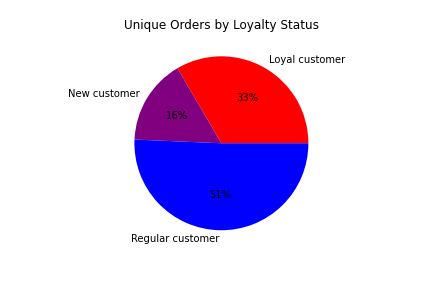 Unique Orders by Loyalty Status
Loyal customer
33%
New customer
16%
51%
Regular customer